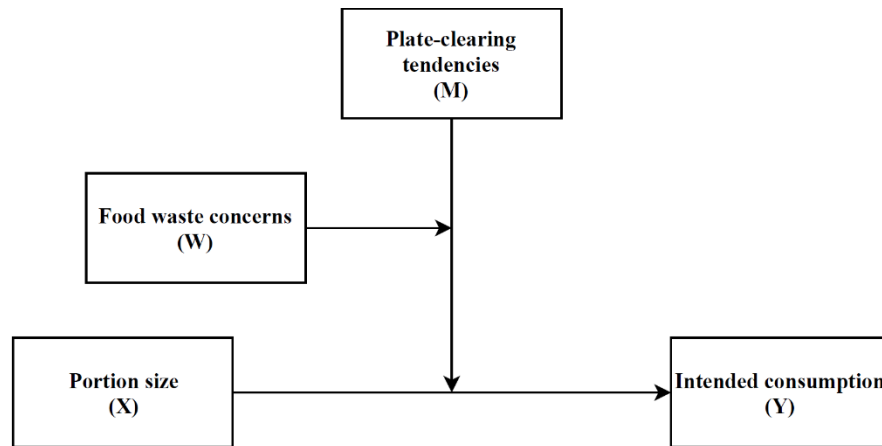 Plate-clearing
tendencies
(M)
Food waste concerns
(W)
Portion size
(X)
Intended consumption
(Y)